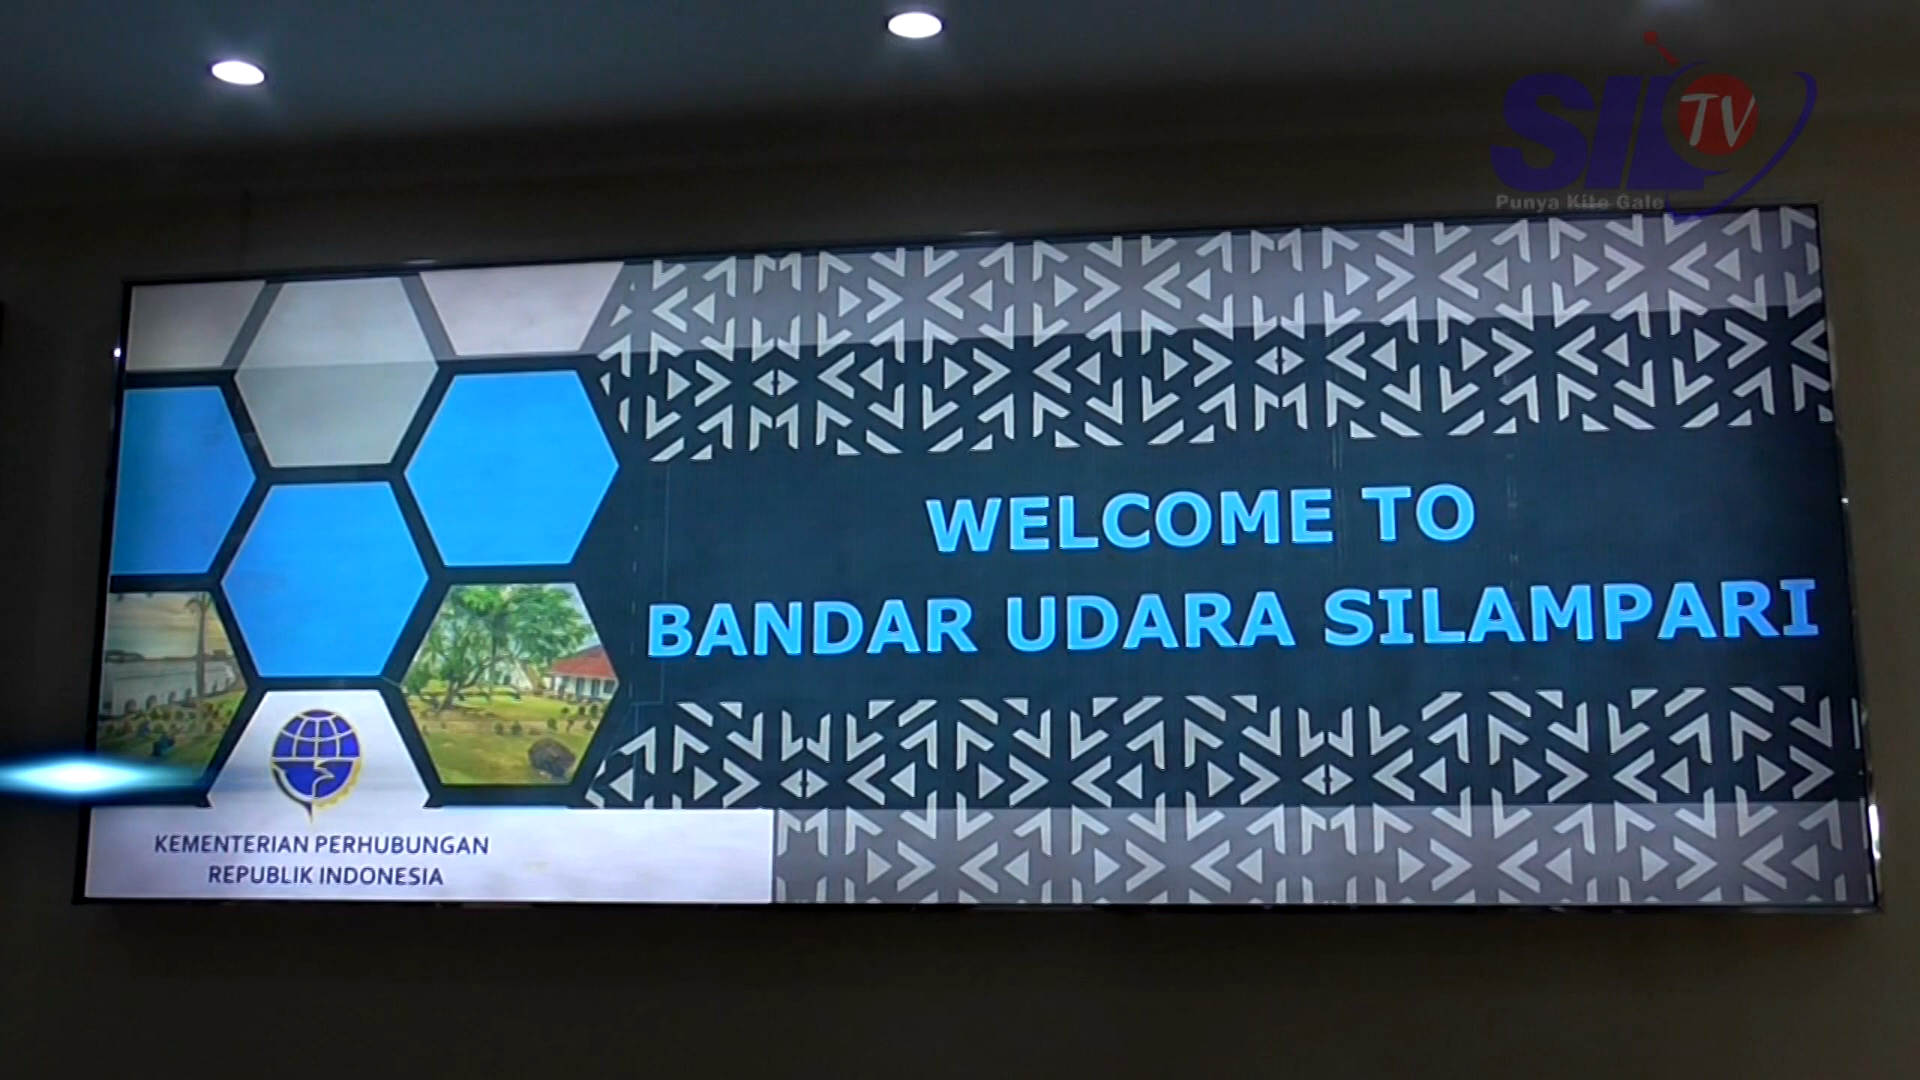 SIL TV
Punya Kite Gale
WELCOME TO
BANDAR UDARA SILAMPARI
KEMENTERIAN PERHUBUNGAN
REPUBLIK INDONESIA